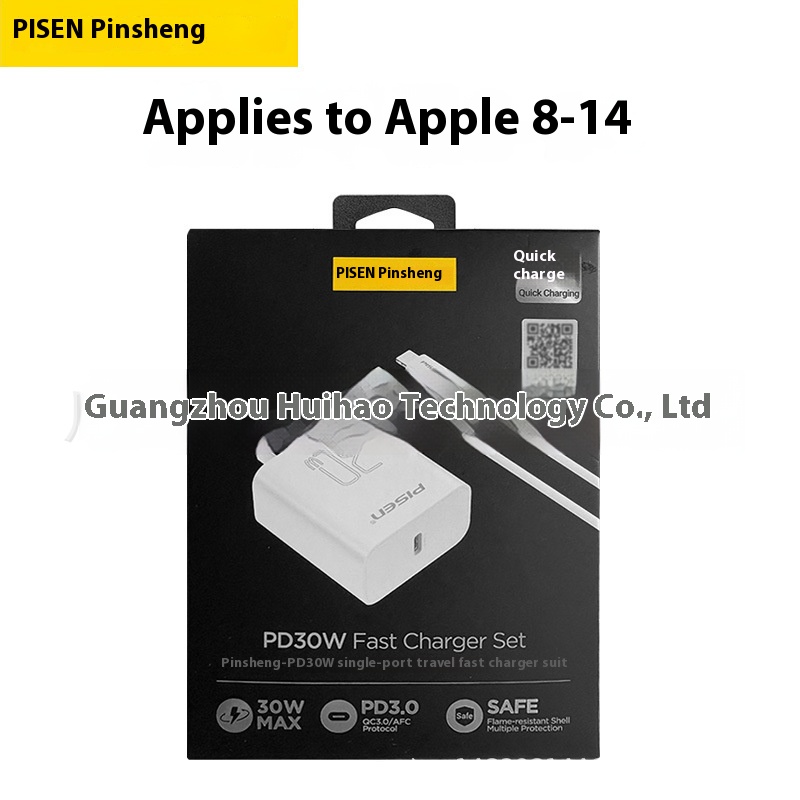 PISEN Pinsheng
Applies to Apple 8-14
PISEN Pinsheng
Quick
charge
Quick Charging
Guangzhou Huihao Technology Co., Ltd
PISEN
PD30W Fast Charger Set
Pinsheng-PD30W single-port travel fast charger suit
30W
MAX
PD3.0
QC3.0/AFC
Protocol
Safe
SAFE
Flame-resistant Shell
Multiple Protection